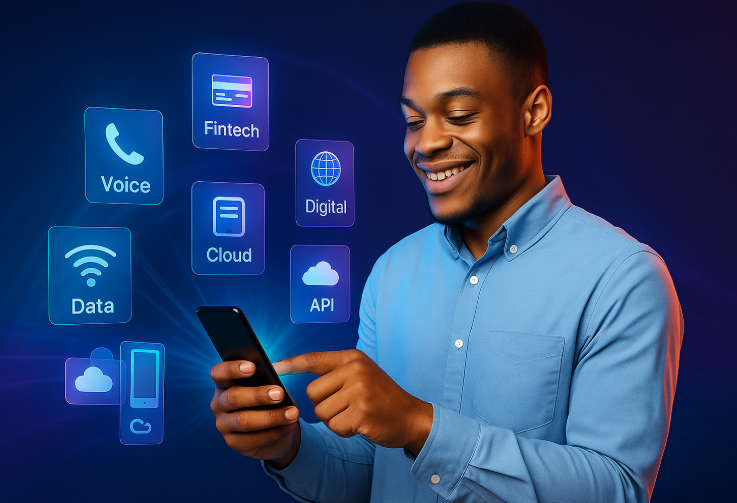 Fintech
Voice
Digital
Cloud
Data
API